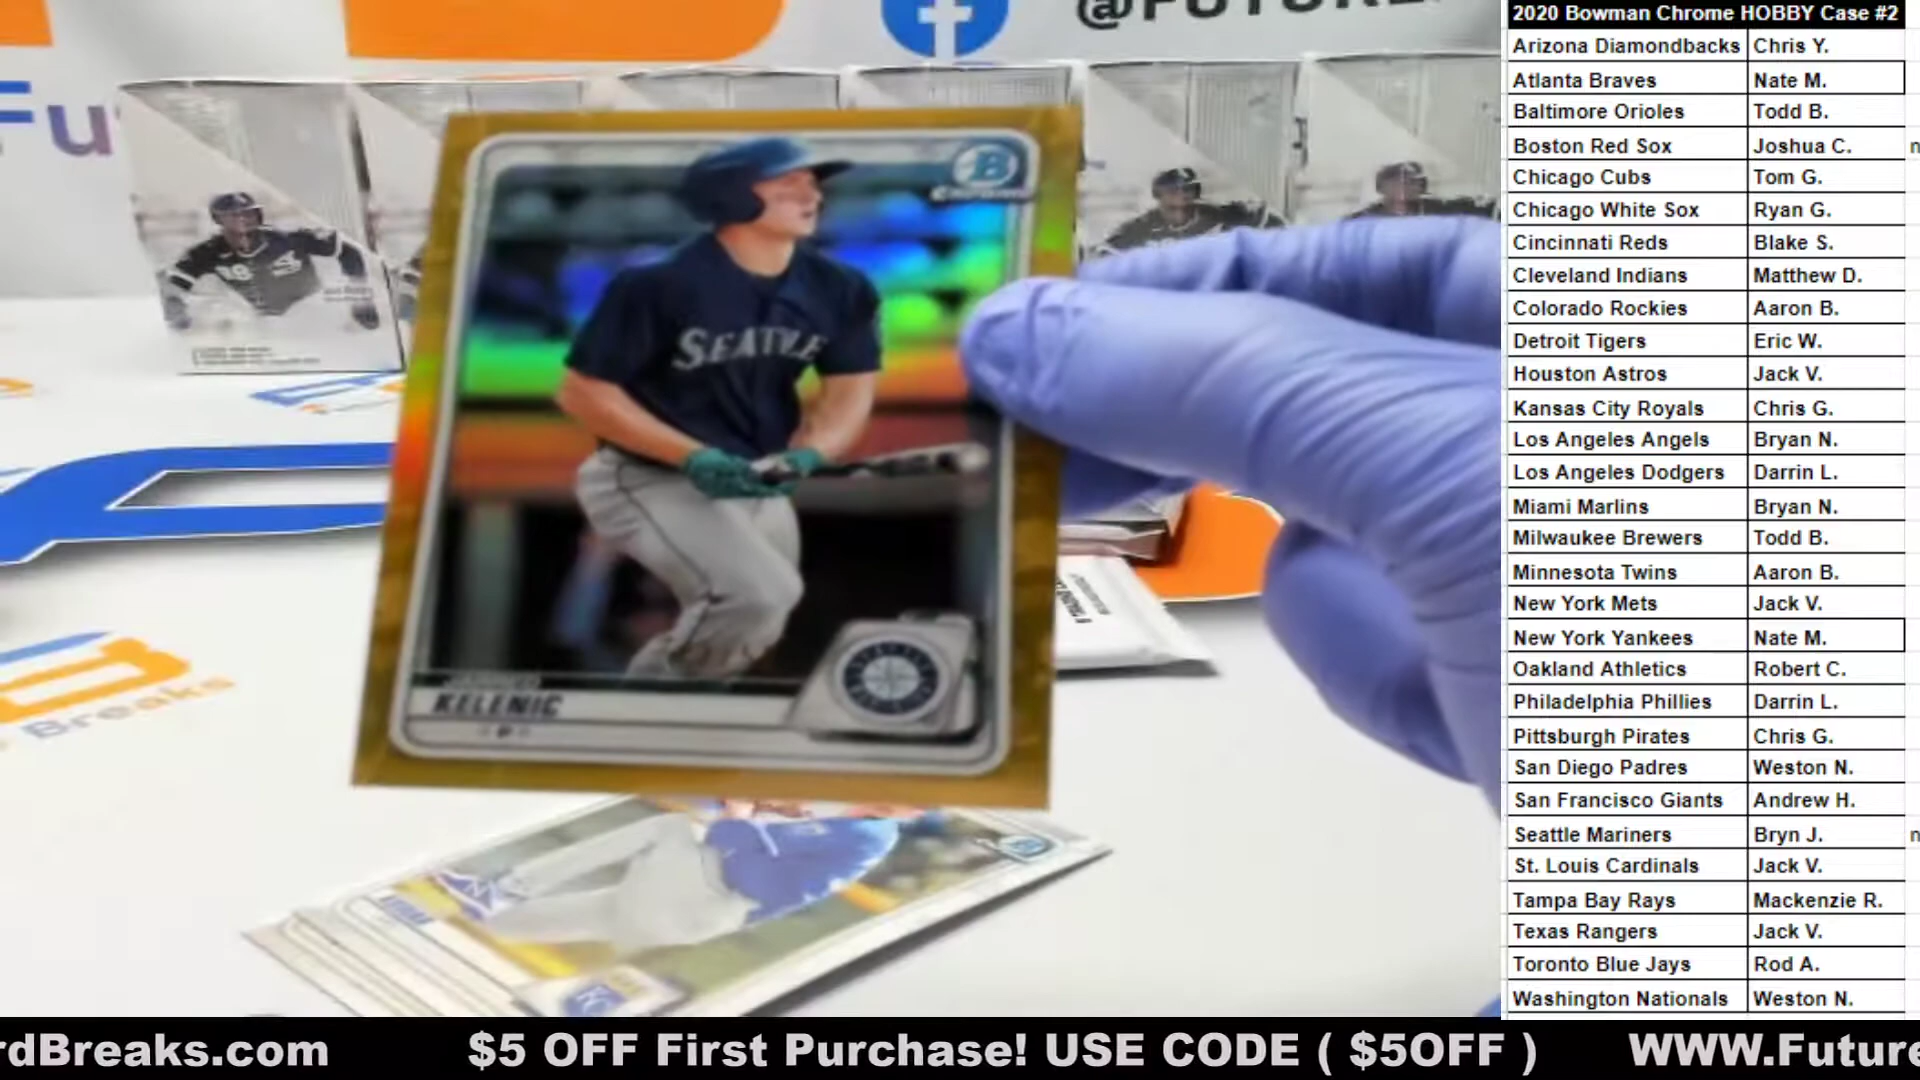 @FUTURE
Fu
B
SEATTLE
KELENIC
Breaks
KC
2020 Bowman Chrome HOBBY Case #2
Arizona Diamondbacks Chris Y.
Atlanta Braves Nate M.
Baltimore Orioles Todd B.
Boston Red Sox Joshua C. n
Chicago Cubs Tom G.
Chicago White Sox Ryan G.
Cincinnati Reds Blake S.
Cleveland Indians Matthew D.
Colorado Rockies Aaron B.
Detroit Tigers Eric W.
Houston Astros Jack V.
Kansas City Royals Chris G.
Los Angeles Angels Bryan N.
Los Angeles Dodgers Darrin L.
Miami Marlins Bryan N.
Milwaukee Brewers Todd B.
Minnesota Twins Aaron B.
New York Mets Jack V.
New York Yankees Nate M.
Oakland Athletics Robert C.
Philadelphia Phillies Darrin L.
Pittsburgh Pirates Chris G.
San Diego Padres Weston N.
San Francisco Giants Andrew H.
Seattle Mariners Bryn J. n
St. Louis Cardinals Jack V.
Tampa Bay Rays Mackenzie R.
Texas Rangers Jack V.
Toronto Blue Jays Rod A.
Washington Nationals Weston N.
rdBreaks.com $5 OFF First Purchase! USE CODE ( $5OFF ) WWW.Future